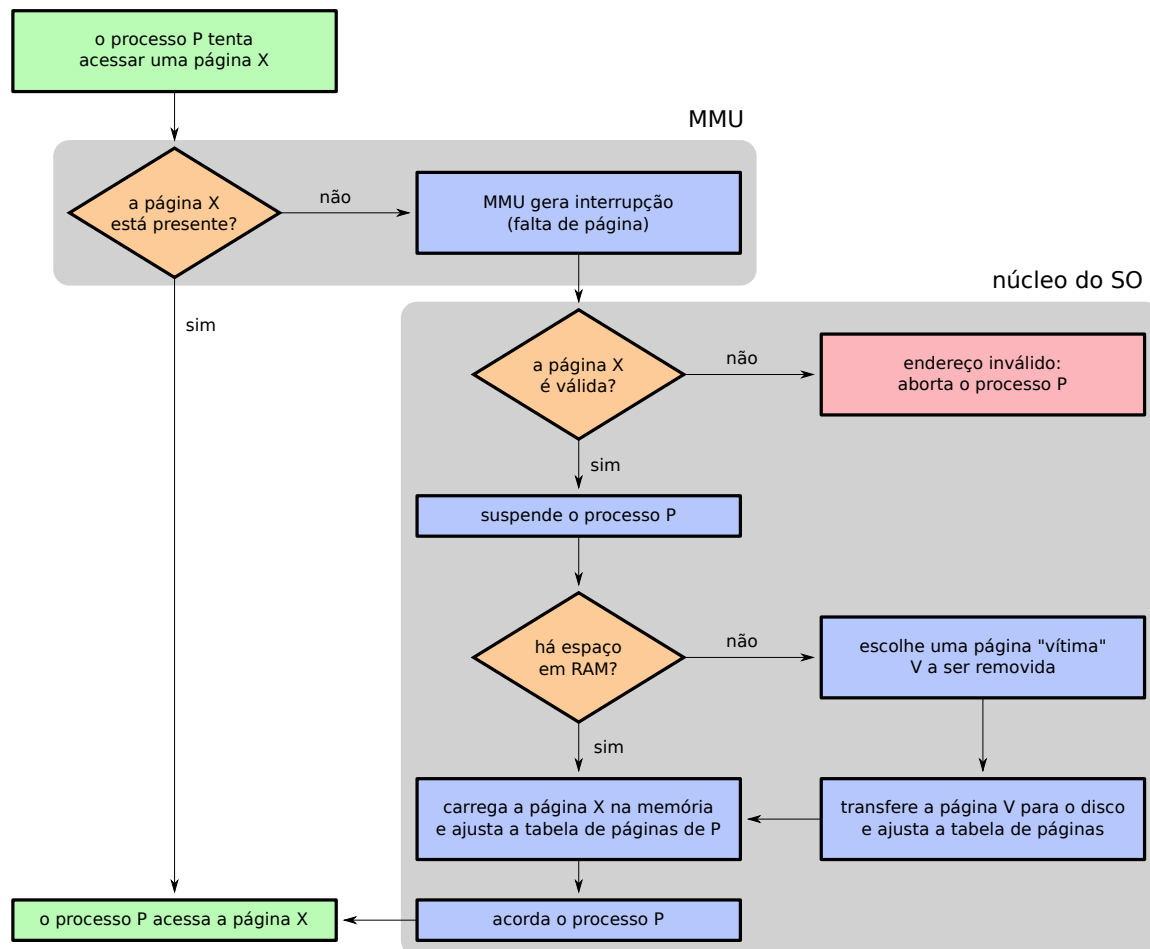 o processo P tenta
acessar uma página X
MMU
a página X
está presente?
não
MMU gera interrupção
(falta de página)
sim
núcleo do SO
a página X
é válida?
não
endereço inválido:
aborta o processo P
sim
suspende o processo P
há espaço
em RAM?
não
escolhe uma página "vítima"
V a ser removida
sim
carrega a página X na memória
e ajusta a tabela de páginas de P
transfere a página V para o disco
e ajusta a tabela de páginas
o processo P acessa a página X
acorda o processo P